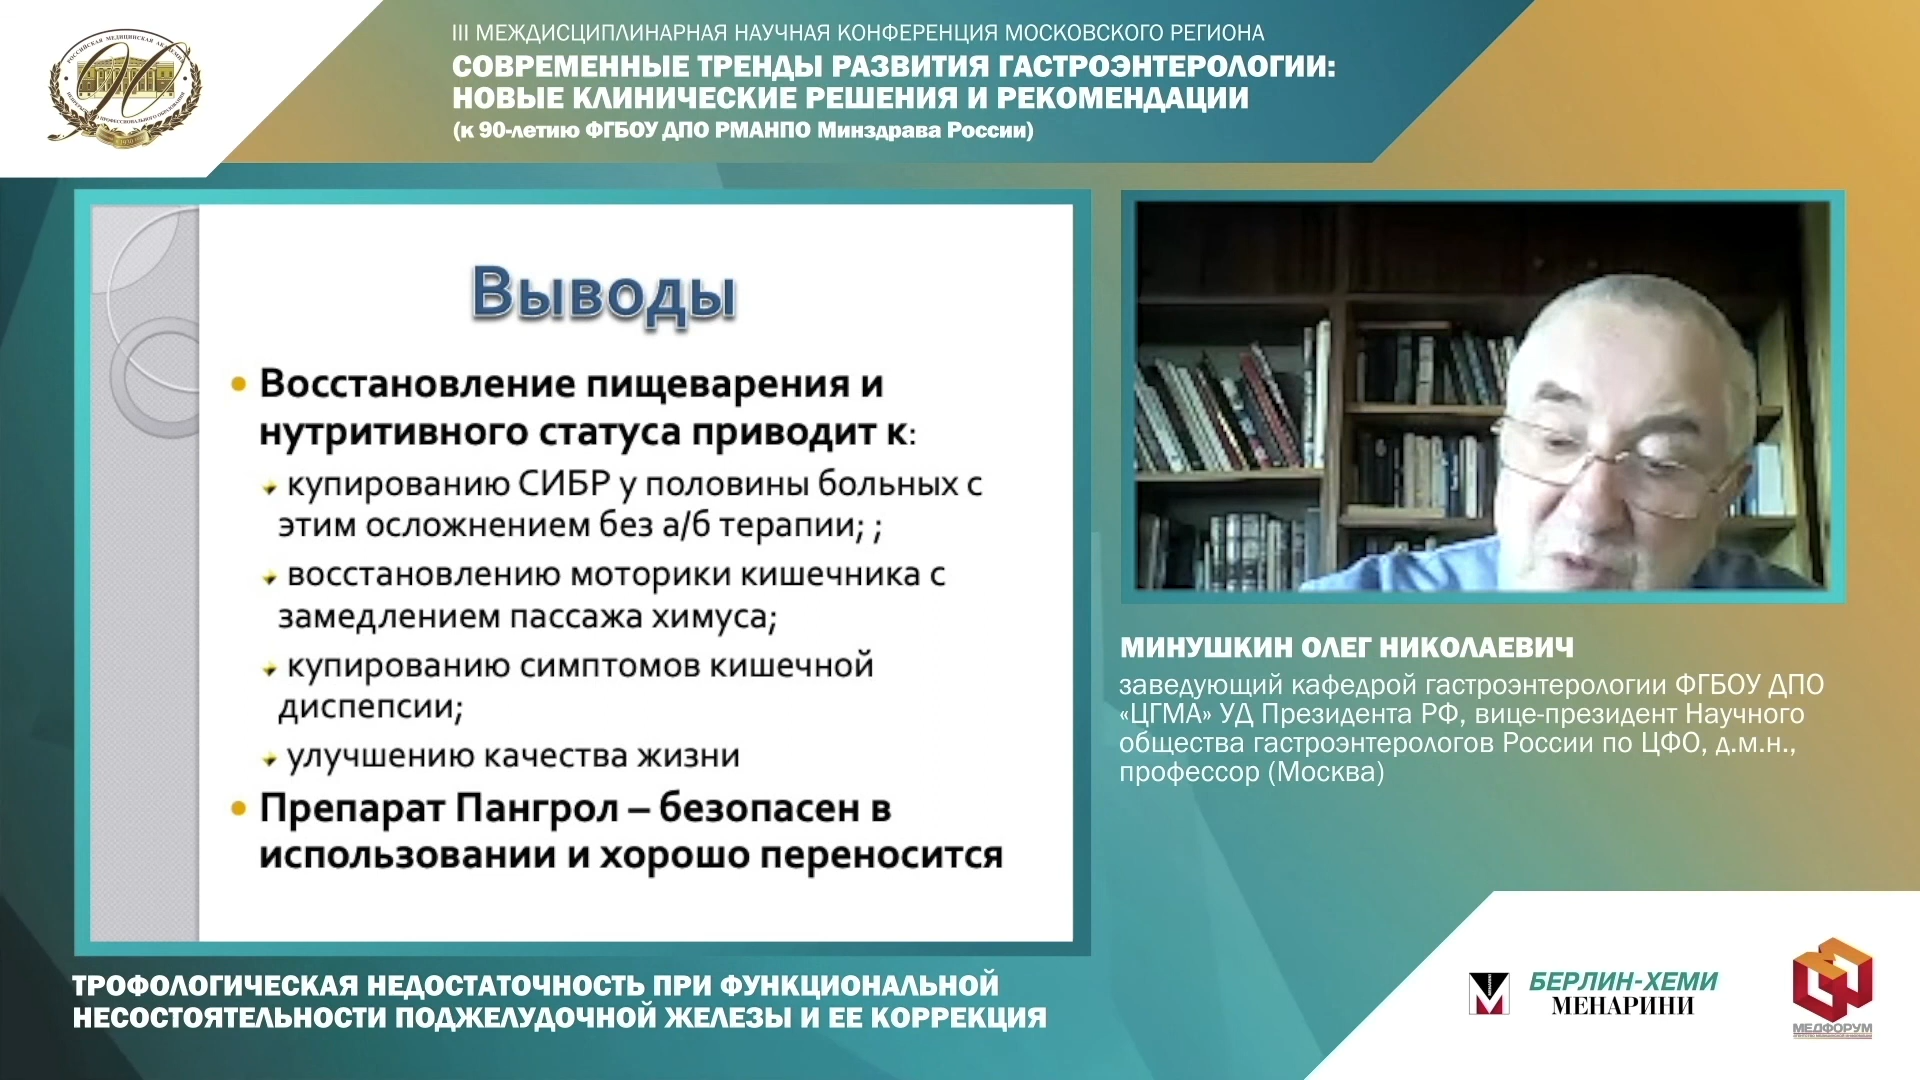 III МЕЖДИСЦИПЛИНАРНАЯ НАУЧНАЯ КОНФЕРЕНЦИЯ МОСКОВСКОГО РЕГИОНА
СОВРЕМЕННЫЕ ТРЕНДЫ РАЗВИТИЯ ГАСТРОЭНТЕРОЛОГИИ:
НОВЫЕ КЛИНИЧЕСКИЕ РЕШЕНИЯ И РЕКОМЕНДАЦИИ
(к 90-летию ФГБОУ ДПО РМАНПО Минздрава России)
Выводы
Восстановление пищеварения и
нутритивного статуса приводит к:
купированию СИБР у половины больных с
этим осложнением без а/б терапии; ;
восстановлению моторики кишечника с
замедлением пассажа химуса;
купированию симптомов кишечной
диспепсии;
улучшению качества жизни
Препарат Пангрол – безопасен в
использовании и хорошо переносится
МИНУШКИН ОЛЕГ НИКОЛАЕВИЧ
заведующий кафедрой гастроэнтерологии ФГБОУ ДПО
«ЦГМА» УД Президента РФ, вице-президент Научного
общества гастроэнтерологов России по ЦФО, д.м.н.,
профессор (Москва)
ТРОФОЛОГИЧЕСКАЯ НЕДОСТАТОЧНОСТЬ ПРИ ФУНКЦИОНАЛЬНОЙ
НЕСОСТОЯТЕЛЬНОСТИ ПОДЖЕЛУДОЧНОЙ ЖЕЛЕЗЫ И ЕЕ КОРРЕКЦИЯ
БЕРЛИН-ХЕМИ
МЕНАРИНИ
МЕДФОРУМ